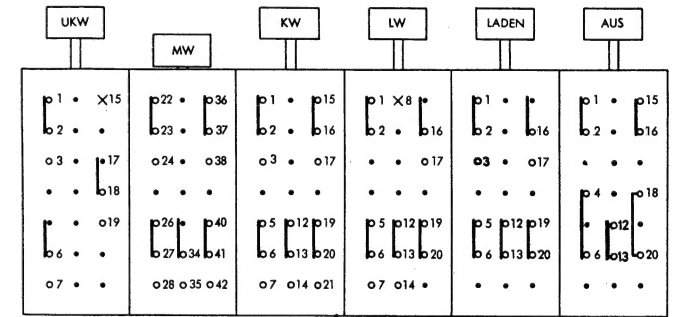 UKW KW LW LADEN AUS
MW
1 X15 22 36 1 15 1 X8 1 1 15
2 23 37 2 16 2 16 2 16 2 16
3 17 24 38 3 17 17 3 17
18 4 18
19 26 40 5 12 19 5 12 19 5 12 19 12
6 27 34 41 6 13 20 6 13 20 6 13 20 6 13 20
7 28 35 42 7 14 21 7 14